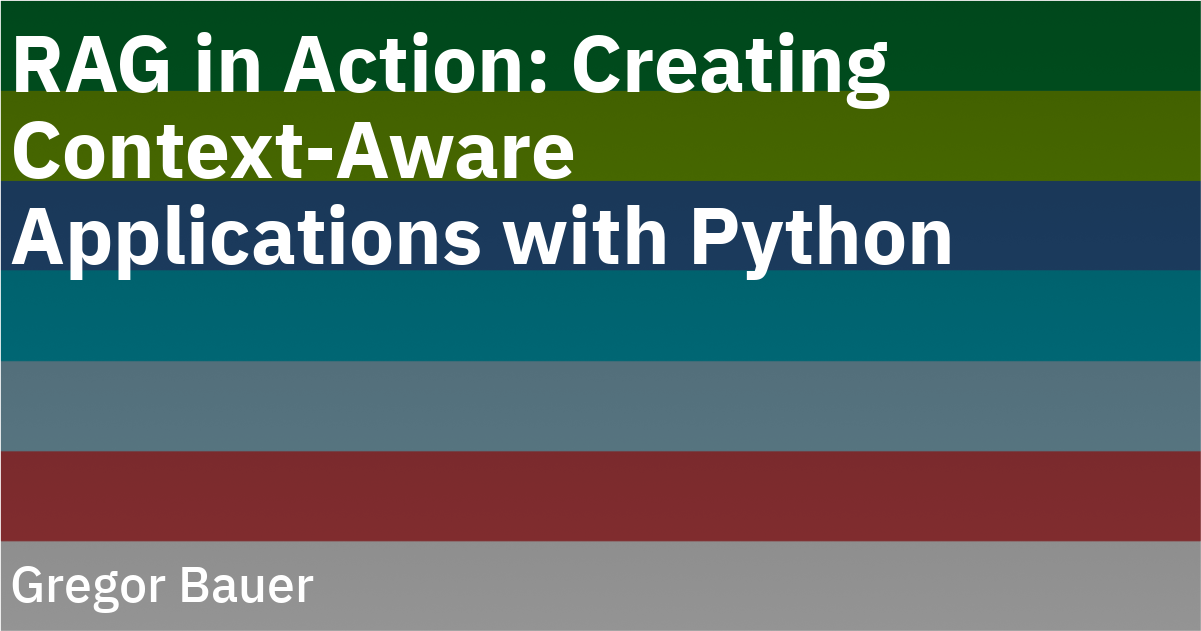 RAG in Action: Creating
Context-Aware
Applications with Python
Gregor Bauer